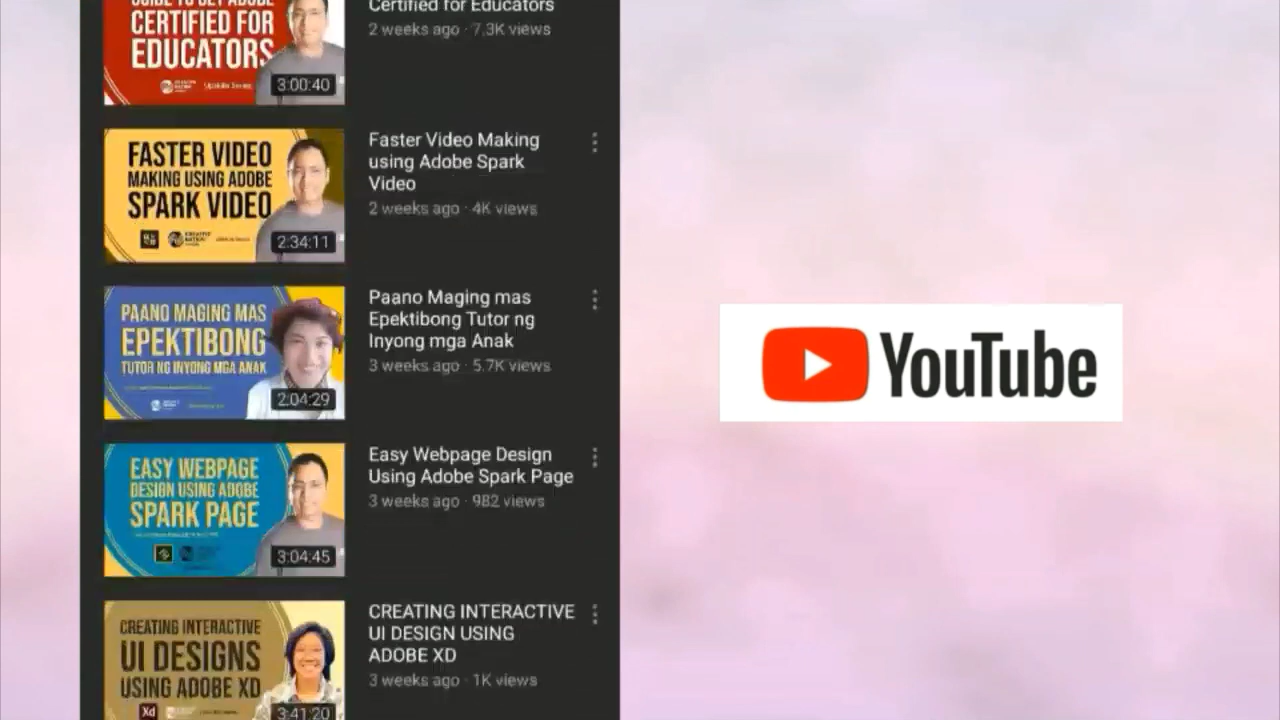 CERTIFIED FOR
EDUCATORS
3:00:40
Certified for Educators
2 weeks ago · 7.3K views
FASTER VIDEO
MAKING USING ADOBE
SPARK VIDEO
2:34:11
Faster Video Making
using Adobe Spark
Video
2 weeks ago · 4K views
PAANO MAGING MAS
EPEKTIBONG
TUTOR NG INYONG MGA ANAK
2:04:29
Paano Maging mas
Epektibong Tutor ng
Inyong mga Anak
3 weeks ago · 5.7K views
EASY WEBPAGE
DESIGN USING ADOBE
SPARK PAGE
3:04:45
Easy Webpage Design
Using Adobe Spark Page
3 weeks ago · 982 views
CREATING INTERACTIVE
UI DESIGNS
USING ADOBE XD
Xd
3:41:20
CREATING INTERACTIVE
UI DESIGN USING
ADOBE XD
3 weeks ago · 1K views
YouTube